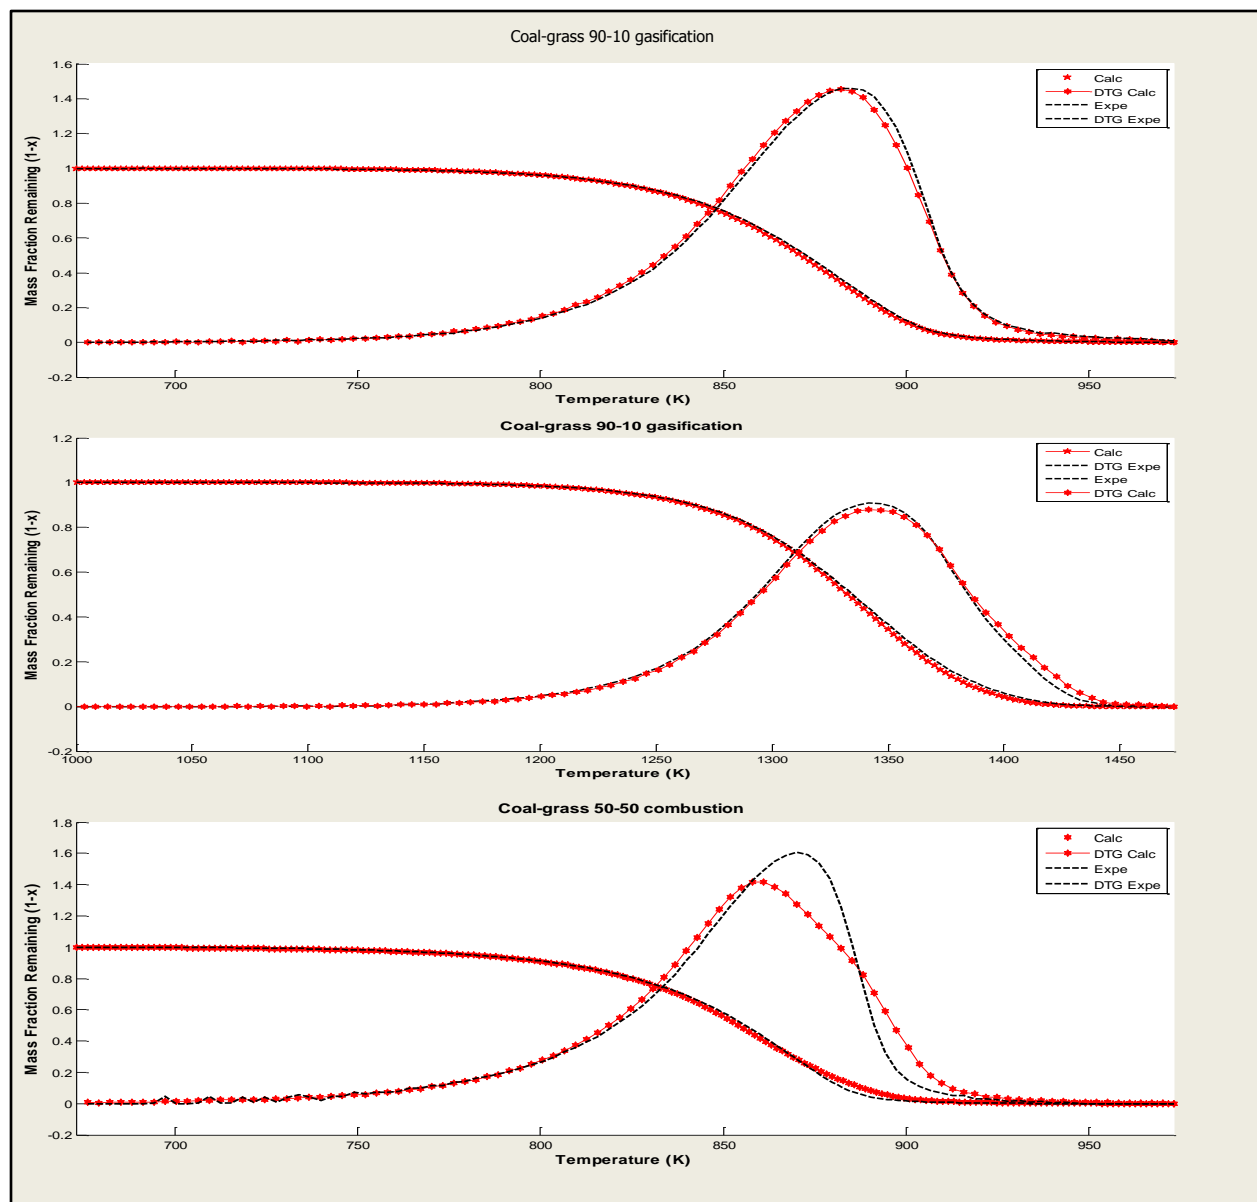 Coal-grass 90-10 gasification
1.6
1.4
1.2
1
0.8
0.6
0.4
0.2
0
-0.2
Mass Fraction Remaining (1-x)
Calc
DTG Calc
Expe
DTG Expe
700
750
800
850
900
950
Temperature (K)
Coal-grass 90-10 gasification
1.2
1
0.8
0.6
0.4
0.2
0
-0.2
Mass Fraction Remaining (1-x)
Calc
DTG Expe
Expe
DTG Calc
1000
1050
1100
1150
1200
1250
1300
1350
1400
1450
Temperature (K)
Coal-grass 50-50 combustion
1.8
1.6
1.4
1.2
1
0.8
0.6
0.4
0.2
0
-0.2
Mass Fraction Remaining (1-x)
Calc
DTG Calc
Expe
DTG Expe
700
750
800
850
900
950
Temperature (K)